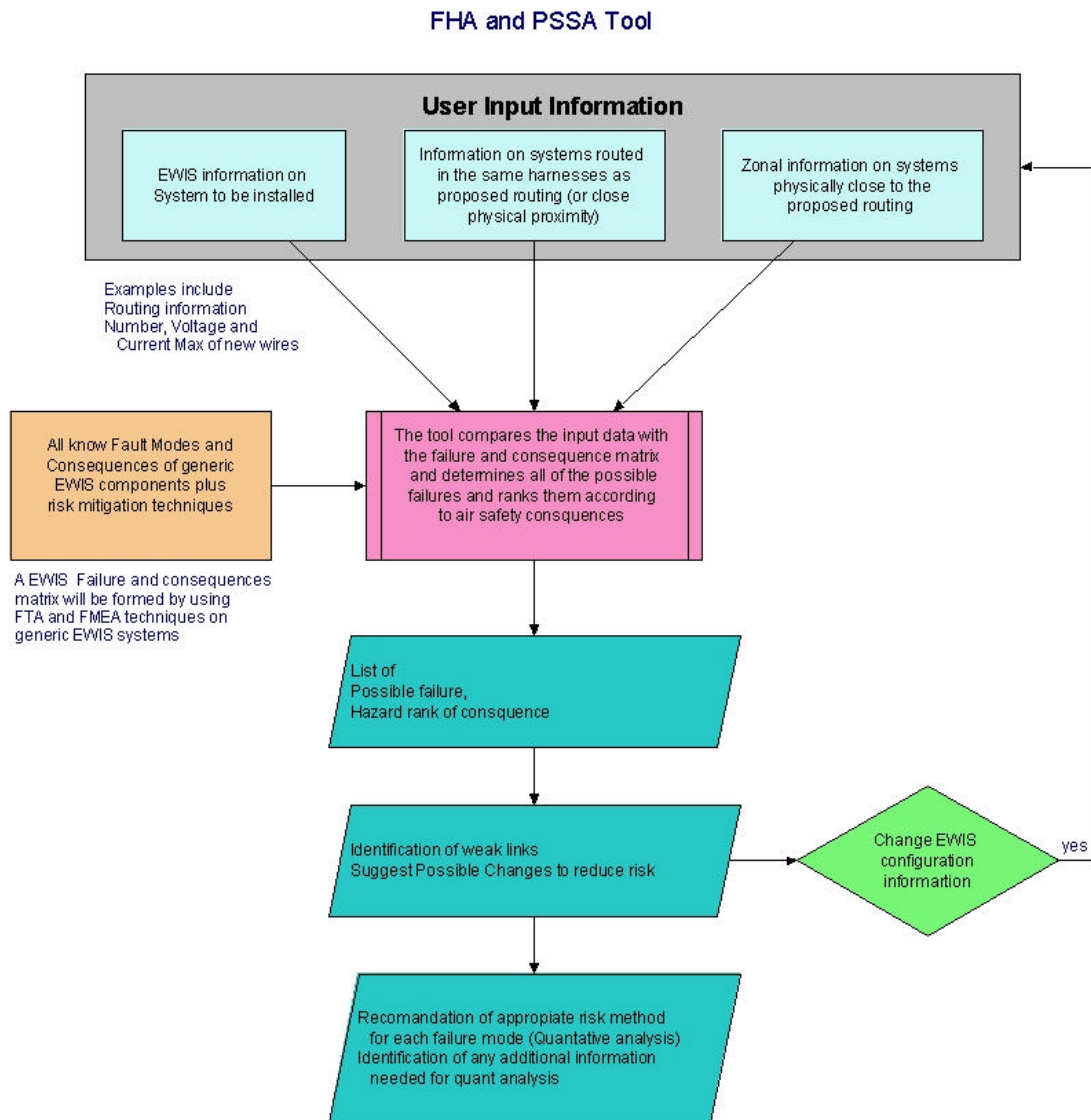 FHA and PSSA Tool
User Input Information
EWIS information on
System to be installed
Information on systems routed
in the same harnesses as
proposed routing (or close
physical proximity)
Zonal information on systems
physically close to the
proposed routing
Examples include
Routing information
Number, Voltage and
Current Max of new wires
All know Fault Modes and
Consequences of generic
EWIS components plus
risk mitigation techniques
The tool compares the input data with
the failure and consequence matrix
and determines all of the possible
failures and ranks them according
to air safety consquences
A EWIS Failure and consequences
matrix will be formed by using
FTA and FMEA techniques on
generic EWIS systems
List of
Possible failure,
Hazard rank of consquence
Identification of weak links
Suggest Possible Changes to reduce risk
Change EWIS
configuration
informartion
yes
Recomandation of appropiate risk method
for each failure mode (Quantative analysis)
Identification of any additional information
needed for quant analysis